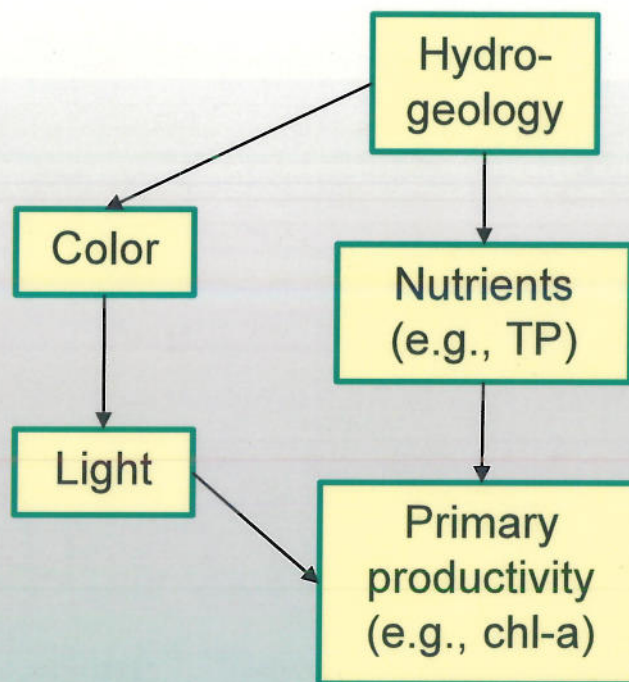 Hydro-
geology
Color
Nutrients
(e.g., TP)
Light
Primary
productivity
(e.g., chl-a)